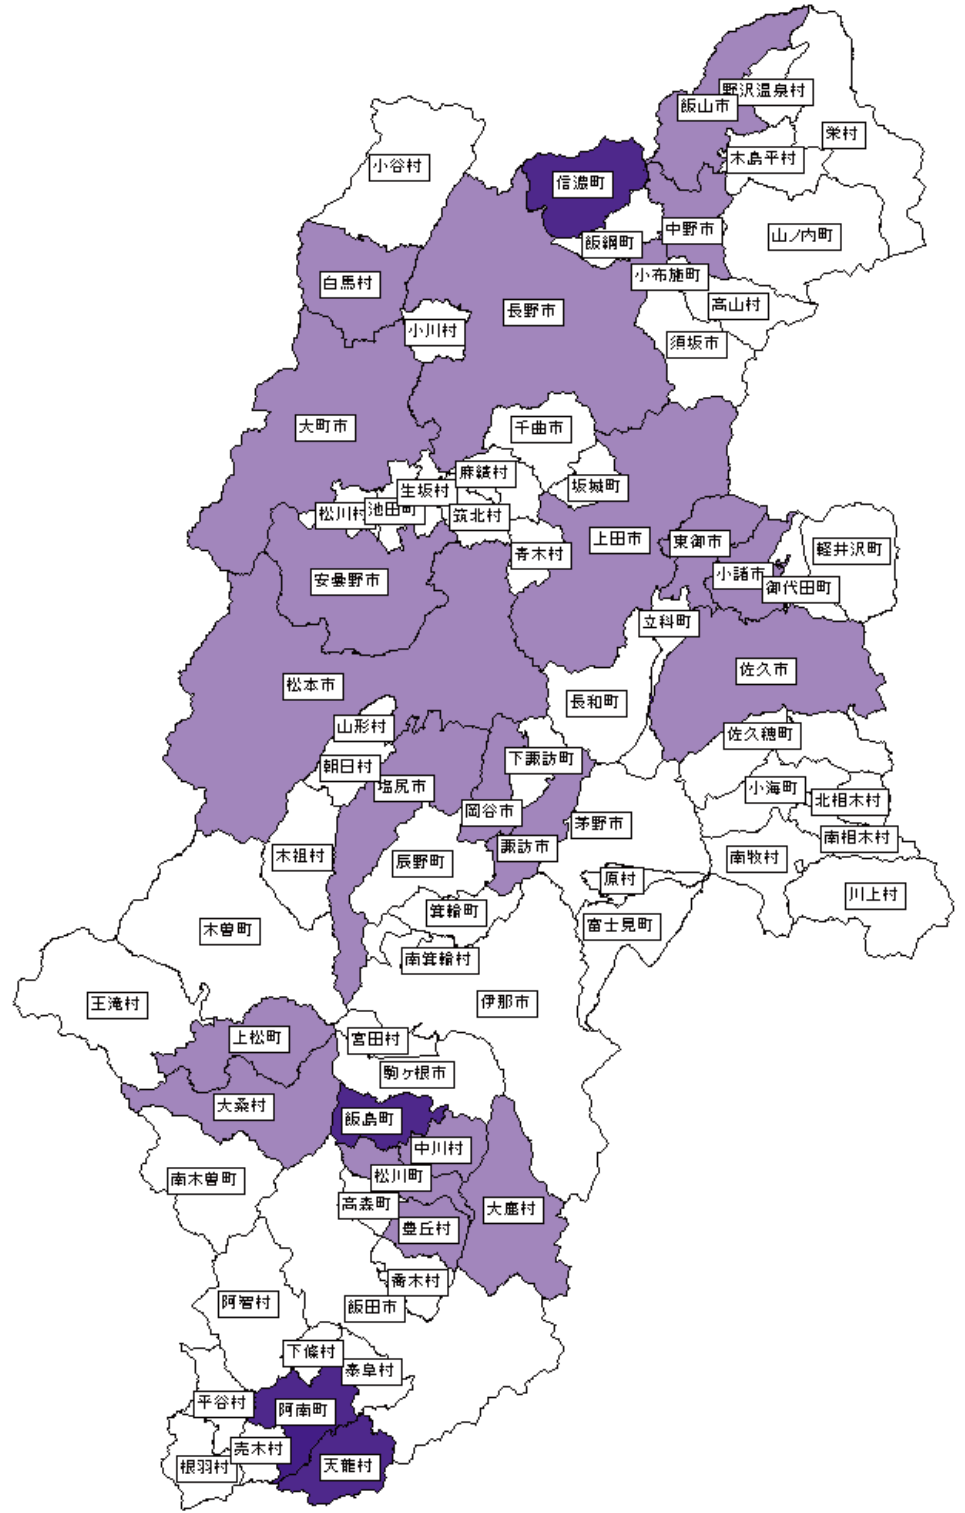 野沢温泉村
飯山市
栄村
木島平村
小谷村
信濃町
中野市
山ノ内町
飯綱町
小布施町
白馬村
高山村
長野市
小川村
須坂市
大町市
千曲市
麻績村
坂城町
生坂村
松川村
池田町
筑北村
上田市
東御市
青木村
軽井沢町
小諸市
安曇野市
御代田町
立科町
佐久市
松本市
長和町
山形村
佐久穂町
下諏訪町
朝日村
塩尻市
小海町
北相木村
岡谷市
茅野市
南相木村
諏訪市
木祖村
辰野町
南牧村
原村
川上村
箕輪町
富士見町
木曽町
南箕輪村
王滝村
伊那市
上松町
宮田村
駒ヶ根市
大桑村
飯島町
中川村
松川町
南木曽町
高森町
大鹿村
豊丘村
喬木村
阿智村
飯田市
下條村
泰阜村
平谷村
阿南町
売木村
根羽村
天龍村